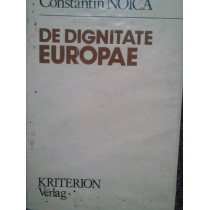 Constantin NOICA
DE DIGNITATE
EUROPAE
KRITERION
Verlag